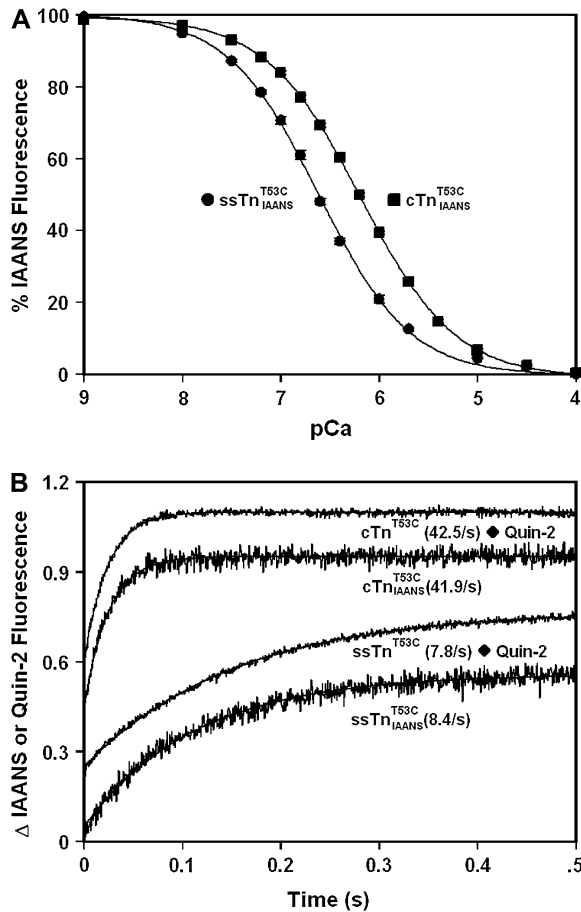 A
100
80
60
40
20
0
% IAANS Fluorescence
● ssTn T53C IAANS
■ cTn T53C IAANS
9 8 7 6 5 4
pCa
B
1.2
0.9
0.6
0.3
0
Δ IAANS or Quin-2 Fluorescence
cTn T53C (42.5/s) ◆ Quin-2
cTn T53C IAANS (41.9/s)
ssTn T53C (7.8/s) ◆ Quin-2
ssTn T53C IAANS (8.4/s)
0 0.1 0.2 0.3 0.4 .5
Time (s)